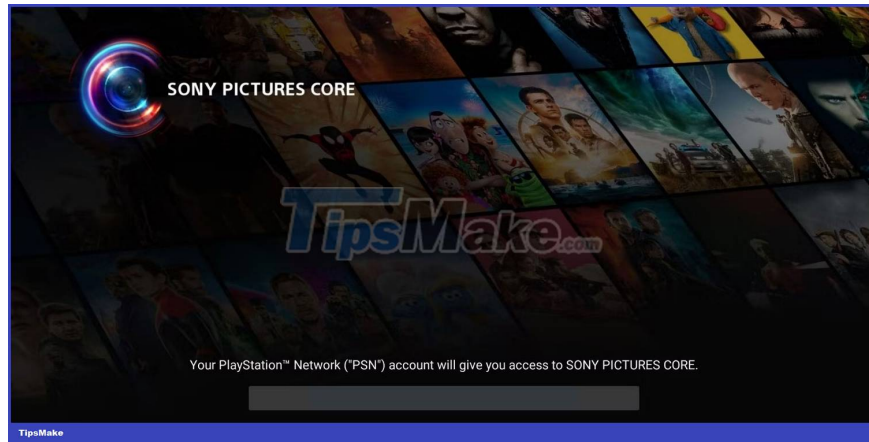 SONY PICTURES CORE
TipsMake.com
Your PlayStation™ Network ("PSN") account will give you access to SONY PICTURES CORE.
TipsMake